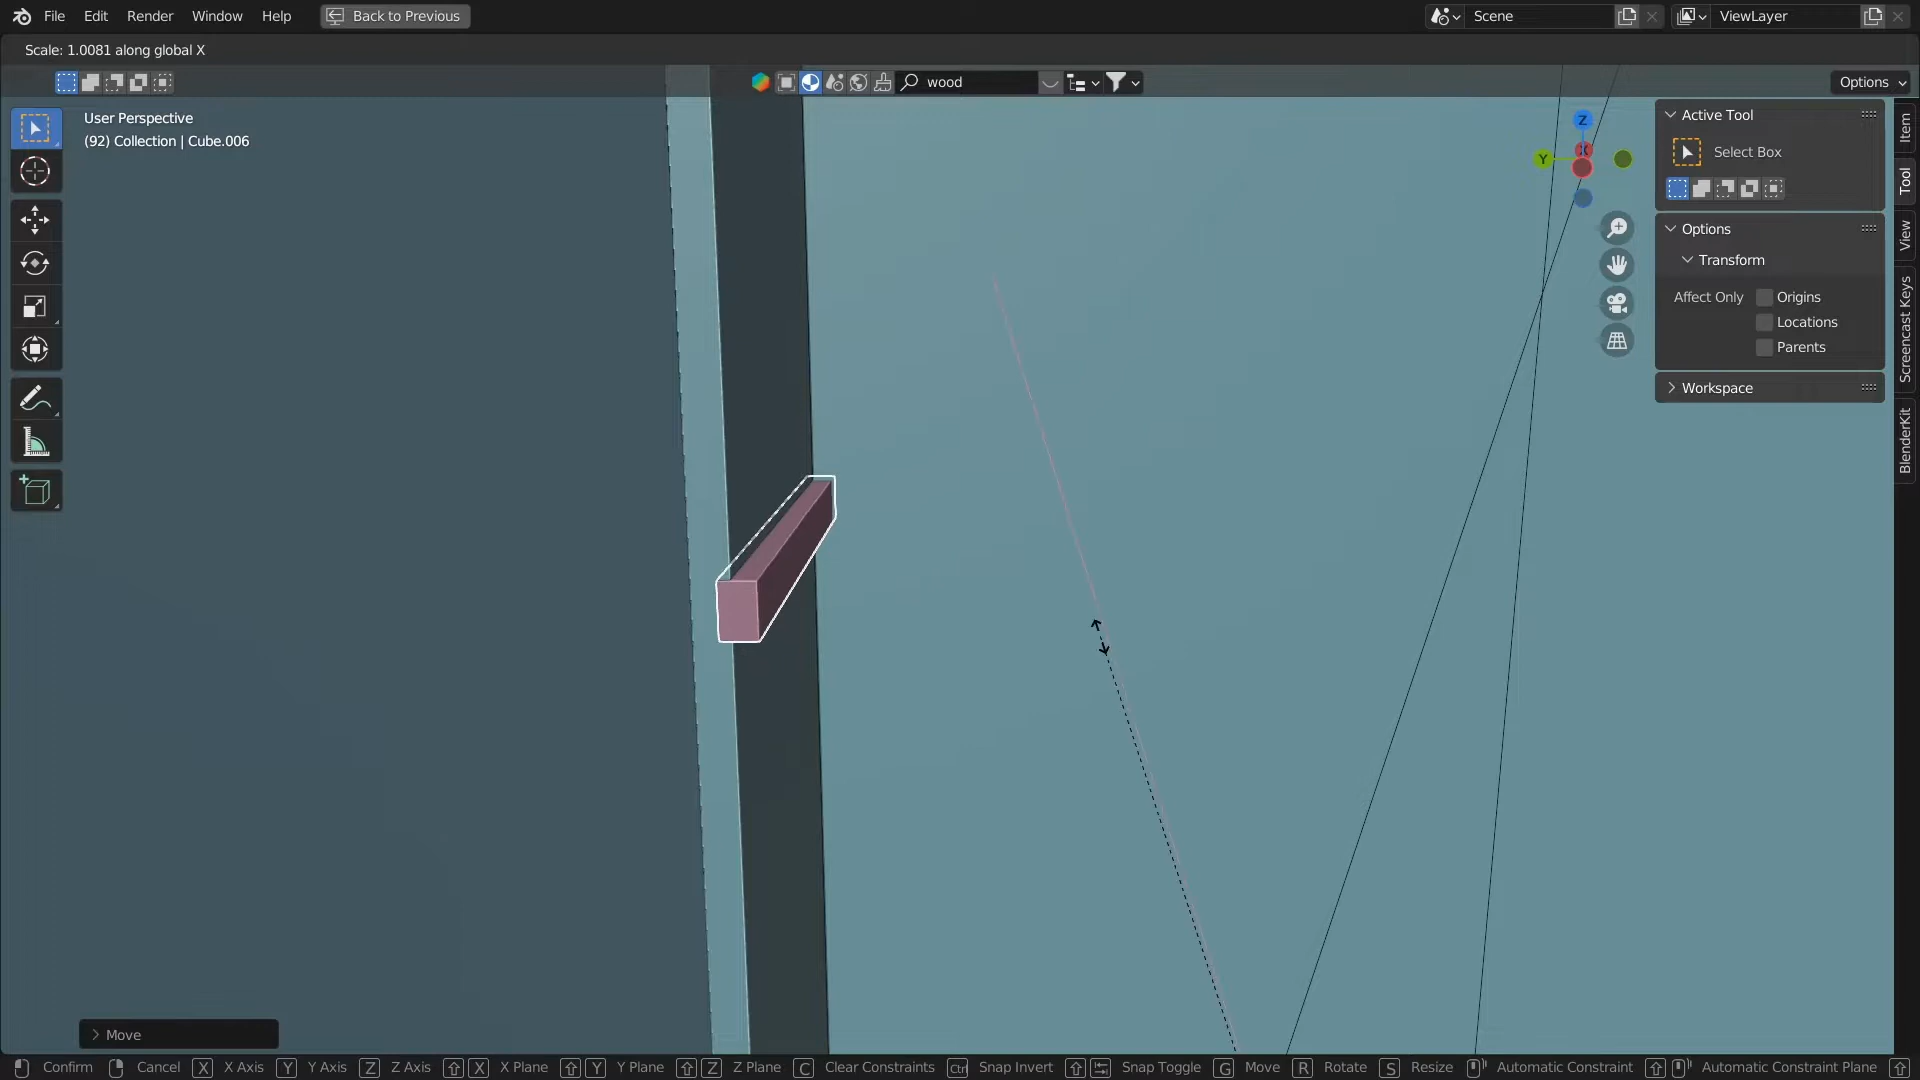 File Edit Render Window Help Back to Previous Scene ViewLayer
Scale: 1.0081 along global X
wood Options
User Perspective
(92) Collection | Cube.006
Z
Y
X
Active Tool
Select Box
Options
Transform
Affect Only Origins
Locations
Parents
Workspace
Item
Tool
View
Screencast Keys
BlenderKit
Move
Confirm Cancel X X Axis Y Y Axis Z Z Axis X X Plane Y Y Plane Z Z Plane C Clear Constraints Ctrl Snap Invert Snap Toggle G Move R Rotate S Resize Automatic Constraint Automatic Constraint Plane